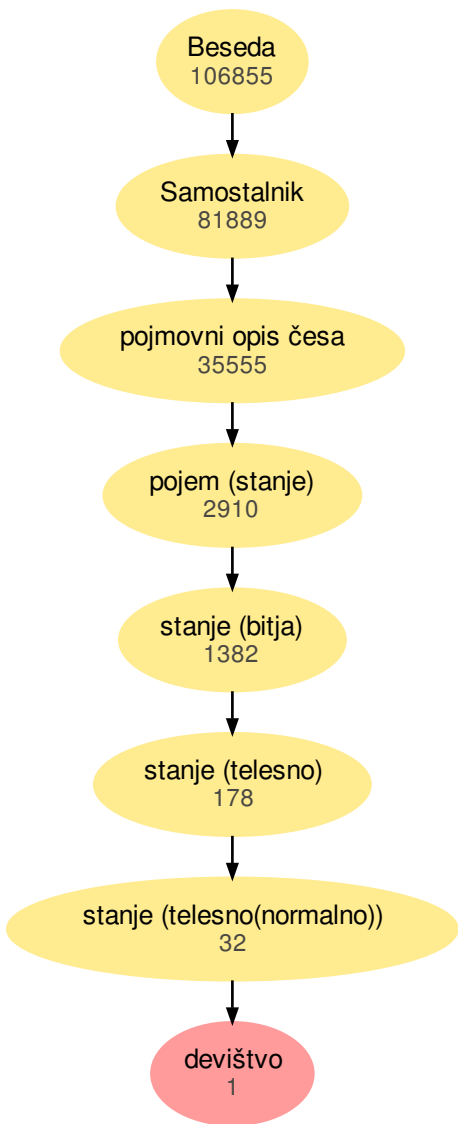 Beseda
106855
Samostalnik
81889
pojmovni opis česa
35555
pojem (stanje)
2910
stanje (bitja)
1382
stanje (telesno)
178
stanje (telesno(normalno))
32
devištvo
1